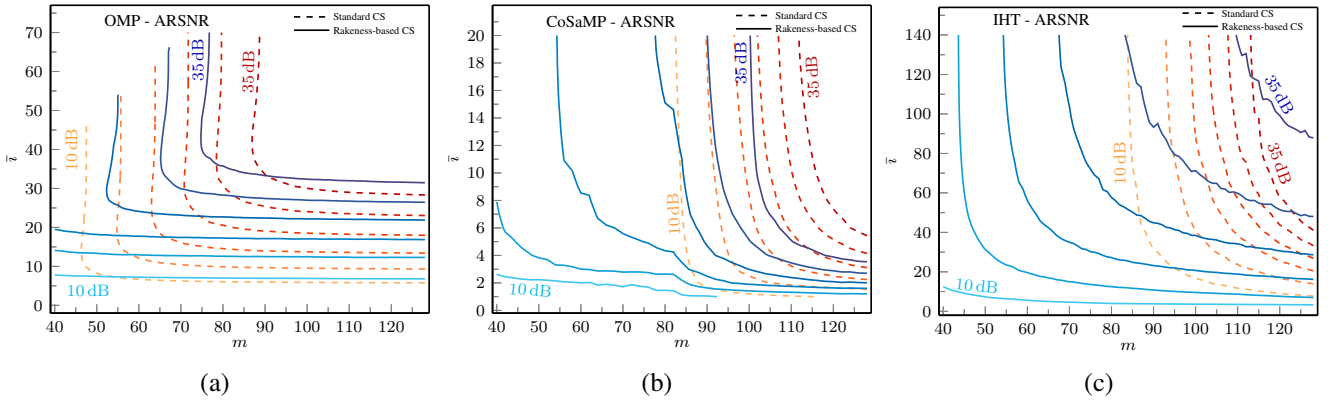 OMP - ARSNR
Standard CS
Rakeness-based CS
70
60
50
40
30
20
10
0
ī
10 dB
35 dB
35 dB
10 dB
40 50 60 70 80 90 100 110 120
m
(a)
CoSaMP - ARSNR
Standard CS
Rakeness-based CS
20
18
16
14
12
10
8
6
4
2
1
0
ī
10 dB
35 dB
35 dB
10 dB
40 50 60 70 80 90 100 110 120
m
(b)
IHT - ARSNR
Standard CS
Rakeness-based CS
140
120
100
80
60
40
20
0
ī
10 dB
35 dB
35 dB
10 dB
40 50 60 70 80 90 100 110 120
m
(c)